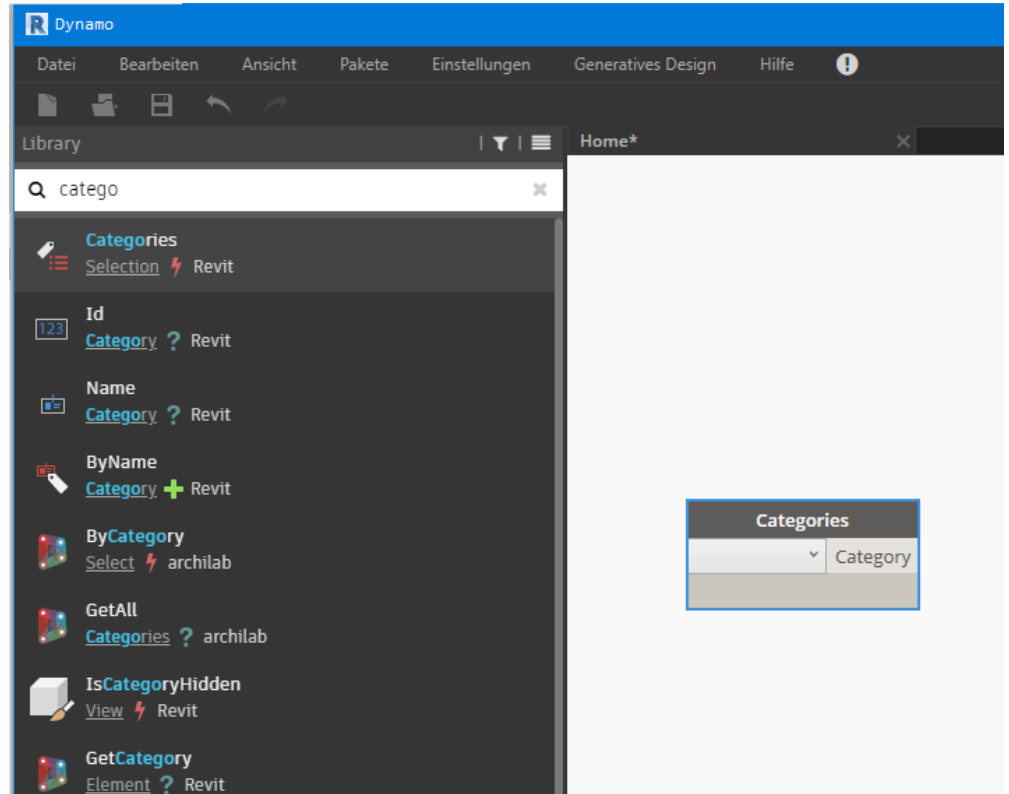 R Dynamo
Datei Bearbeiten Ansicht Pakete Einstellungen Generatives Design Hilfe !
Library
Home*
catego
Categories
Selection Revit
123
Id
Category ? Revit
Name
Category ? Revit
ByName
Category Revit
ByCategory
Select archilab
GetAll
Categories ? archilab
IsCategoryHidden
View Revit
GetCategory
Element ? Revit
Categories
Category